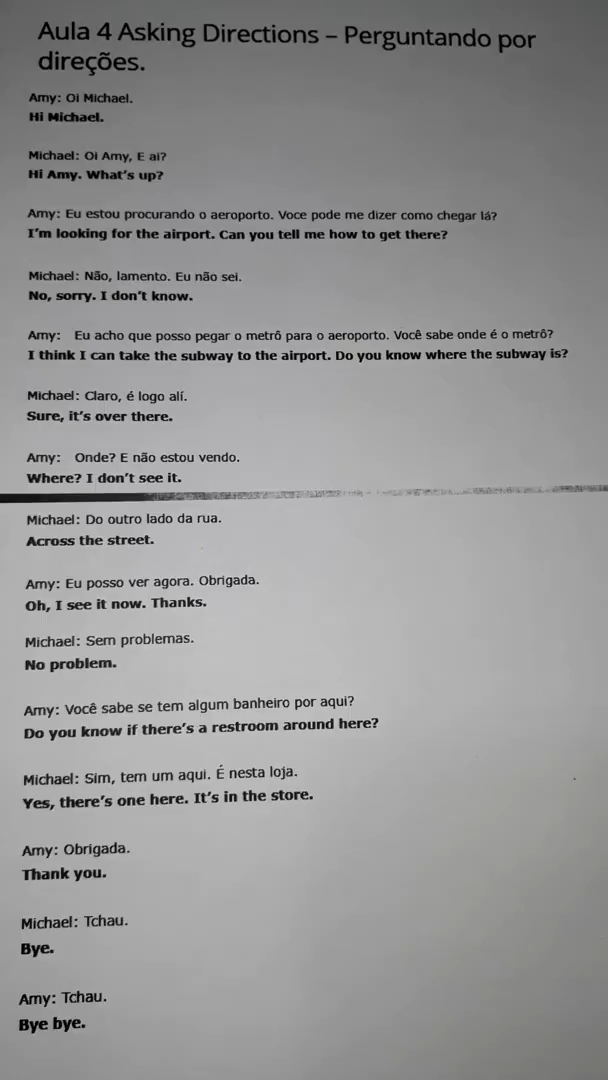 Aula 4 Asking Directions – Perguntando por
direções.
Amy: Oi Michael.
Hi Michael.
Michael: Oi Amy, E ai?
Hi Amy. What's up?
Amy: Eu estou procurando o aeroporto. Voce pode me dizer como chegar lá?
I'm looking for the airport. Can you tell me how to get there?
Michael: Não, lamento. Eu não sei.
No, sorry. I don't know.
Amy: Eu acho que posso pegar o metrô para o aeroporto. Você sabe onde é o metrô?
I think I can take the subway to the airport. Do you know where the subway is?
Michael: Claro, é logo alí.
Sure, it's over there.
Amy: Onde? E não estou vendo.
Where? I don't see it.
Michael: Do outro lado da rua.
Across the street.
Amy: Eu posso ver agora. Obrigada.
Oh, I see it now. Thanks.
Michael: Sem problemas.
No problem.
Amy: Você sabe se tem algum banheiro por aqui?
Do you know if there's a restroom around here?
Michael: Sim, tem um aqui. É nesta loja.
Yes, there's one here. It's in the store.
Amy: Obrigada.
Thank you.
Michael: Tchau.
Bye.
Amy: Tchau.
Bye bye.